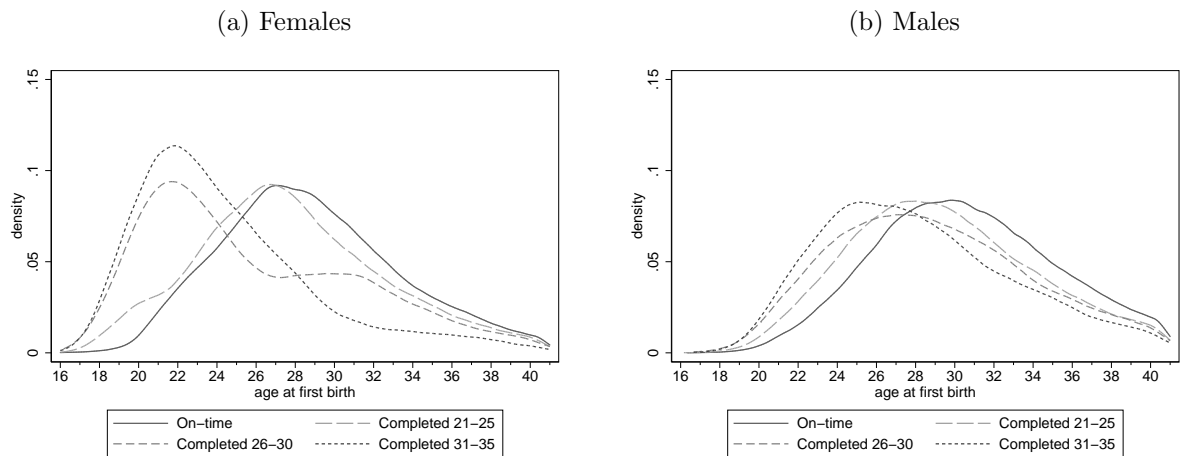 (a) Females
.15
.1
.05
0
density
16 18 20 22 24 26 28 30 32 34 36 38 40
age at first birth
On−time Completed 21−25
Completed 26−30 Completed 31−35
(b) Males
.15
.1
.05
0
density
16 18 20 22 24 26 28 30 32 34 36 38 40
age at first birth
On−time Completed 21−25
Completed 26−30 Completed 31−35